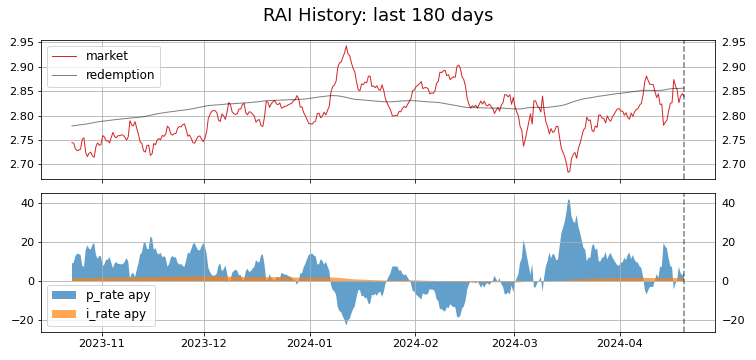 RAI History: last 180 days
2.95 2.95
2.90 2.90
2.85 2.85
2.80 2.80
2.75 2.75
2.70 2.70
market
redemption
40 40
20 20
0 0
−20 −20
p_rate apy
i_rate apy
2023-11 2023-12 2024-01 2024-02 2024-03 2024-04